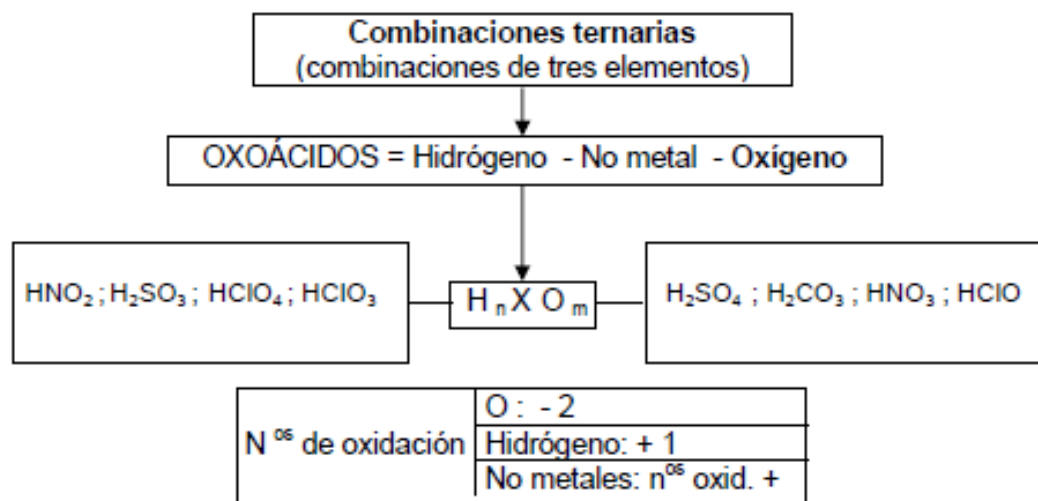 Combinaciones ternarias
(combinaciones de tres elementos)
OXOÁCIDOS = Hidrógeno - No metal - Oxígeno
HNO₂ ; H₂SO₃ ; HClO₄ ; HClO₃
H ₙ X O ₘ
H₂SO₄ ; H₂CO₃ ; HNO₃ ; HClO
N ᵒˢ de oxidación
O : - 2
Hidrógeno: + 1
No metales: nᵒˢ oxid. +